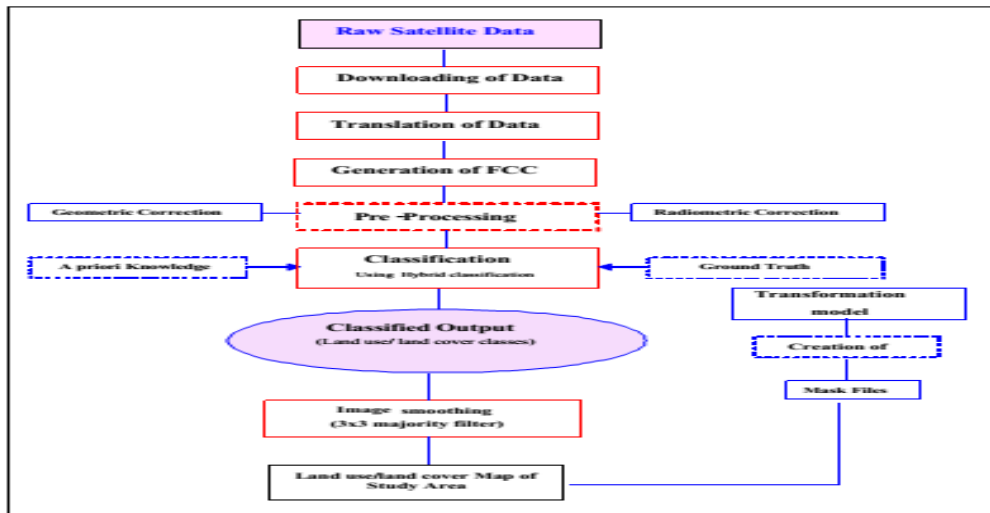 Raw Satellite Data
Downloading of Data
Translation of Data
Generation of FCC
Geometric Correction
Pre -Processing
Radiometric Correction
A priori Knowledge
Classification
Using Hybrid classification
Ground Truth
Transformation
model
Classified Output
(Land use/ land cover classes)
Creation of
Mask Files
Image smoothing
(3x3 majority filter)
Land use/land cover Map of
Study Area